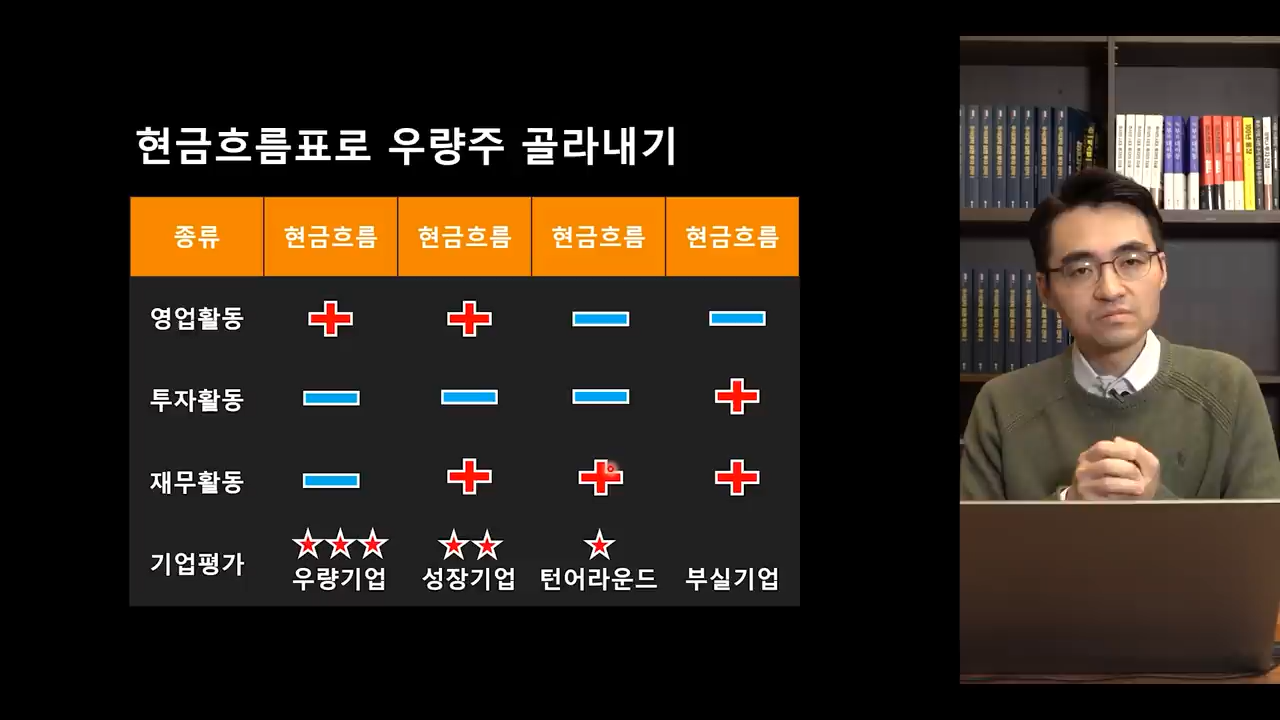 현금흐름표로 우량주 골라내기
종류 현금흐름 현금흐름 현금흐름 현금흐름
영업활동
투자활동
재무활동
기업평가
우량기업 성장기업 턴어라운드 부실기업